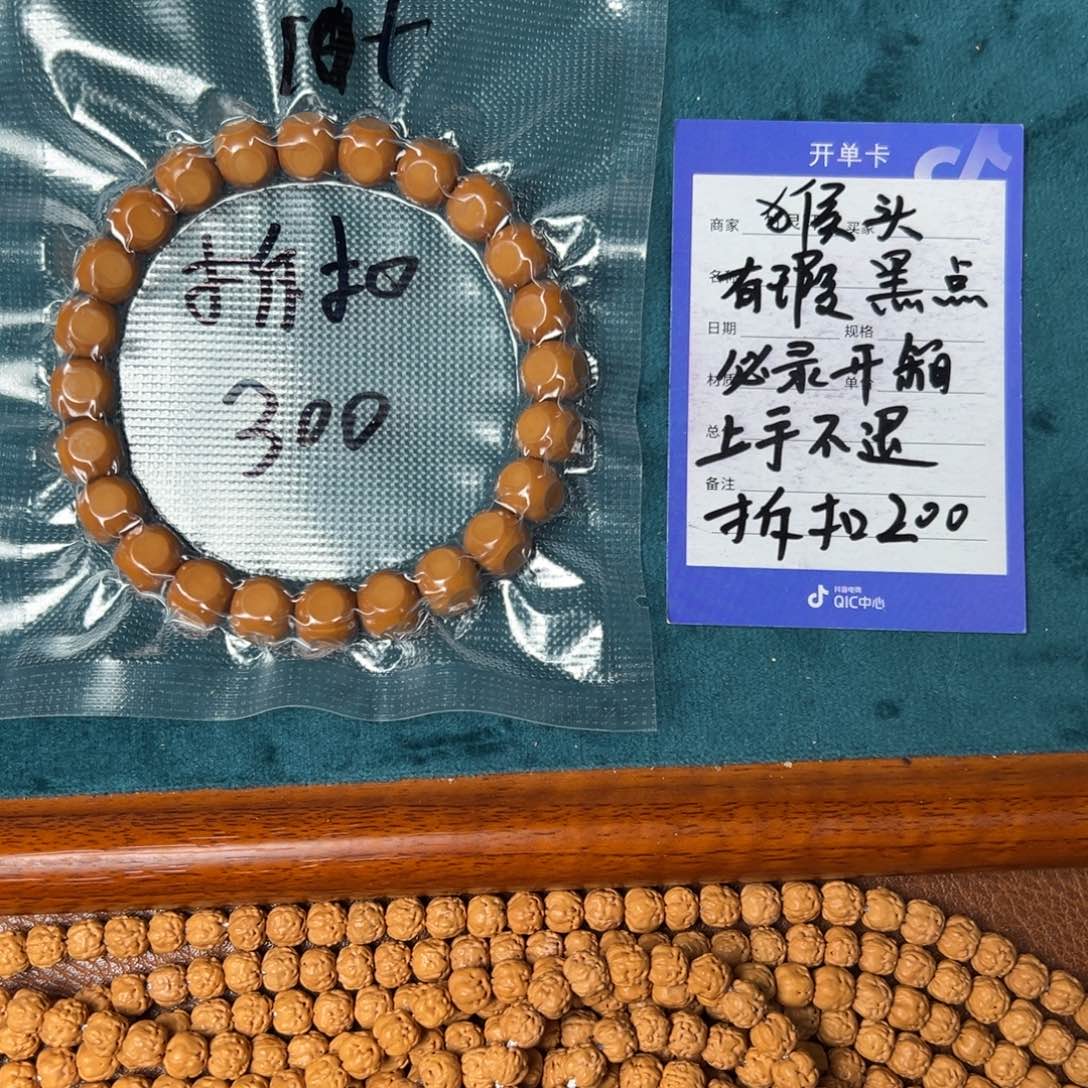 拆扣
300
开单卡
商家 买家
猴头
有瑕黑点
日期 规格
必录开箱
上手不退
备注
拆扣200
抖音电商
QIC中心